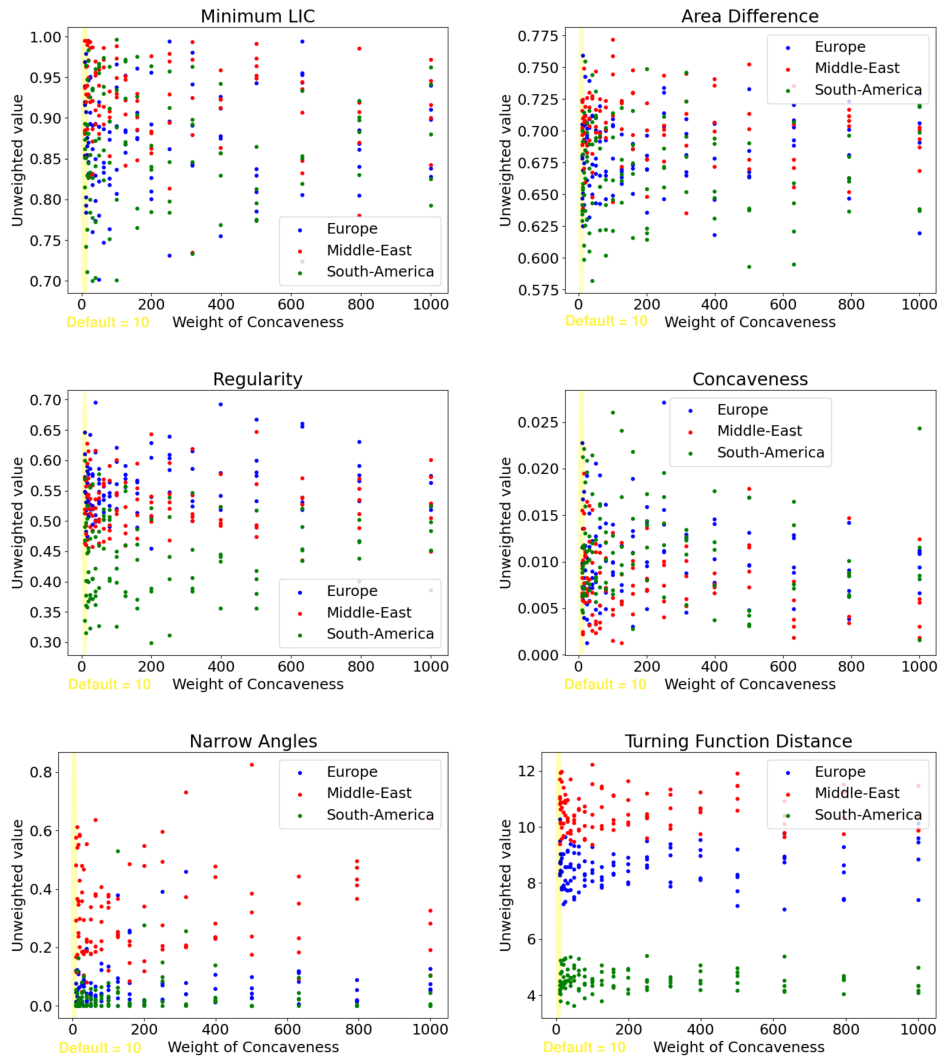 Minimum LIC
Unweighted value
1.00
0.95
0.90
0.85
0.80
0.75
0.70
Europe
Middle-East
South-America
0 200 400 600 800 1000
Default = 10 Weight of Concaveness
Area Difference
Unweighted value
0.775
0.750
0.725
0.700
0.675
0.650
0.625
0.600
0.575
Europe
Middle-East
South-America
0 200 400 600 800 1000
Default = 10 Weight of Concaveness
Regularity
Unweighted value
0.70
0.65
0.60
0.55
0.50
0.45
0.40
0.35
0.30
Europe
Middle-East
South-America
0 200 400 600 800 1000
Default = 10 Weight of Concaveness
Concaveness
Unweighted value
0.025
0.020
0.015
0.010
0.005
0.000
Europe
Middle-East
South-America
0 200 400 600 800 1000
Default = 10 Weight of Concaveness
Narrow Angles
Unweighted value
0.8
0.6
0.4
0.2
0.0
Europe
Middle-East
South-America
0 200 400 600 800 1000
Default = 10 Weight of Concaveness
Turning Function Distance
Unweighted value
12
10
8
6
4
Europe
Middle-East
South-America
0 200 400 600 800 1000
Default = 10 Weight of Concaveness